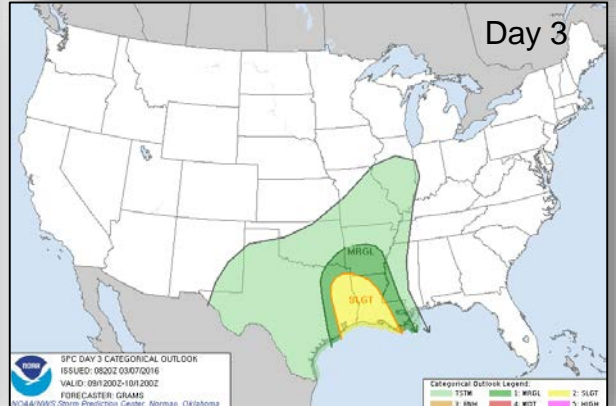 Day 3
MRGL
SLGT
noaa
SPC DAY 3 CATEGORICAL OUTLOOK
ISSUED: 0820Z 03/07/2016
VALID: 09/1200Z-10/1200Z
FORECASTER: GRAMS
NOAA/NWS Storm Prediction Center, Norman, Oklahoma
Categorical Outlook Legend:
TSTM 1: MRGL 2: SLGT
3: ENH 4: MDT 5: HIGH